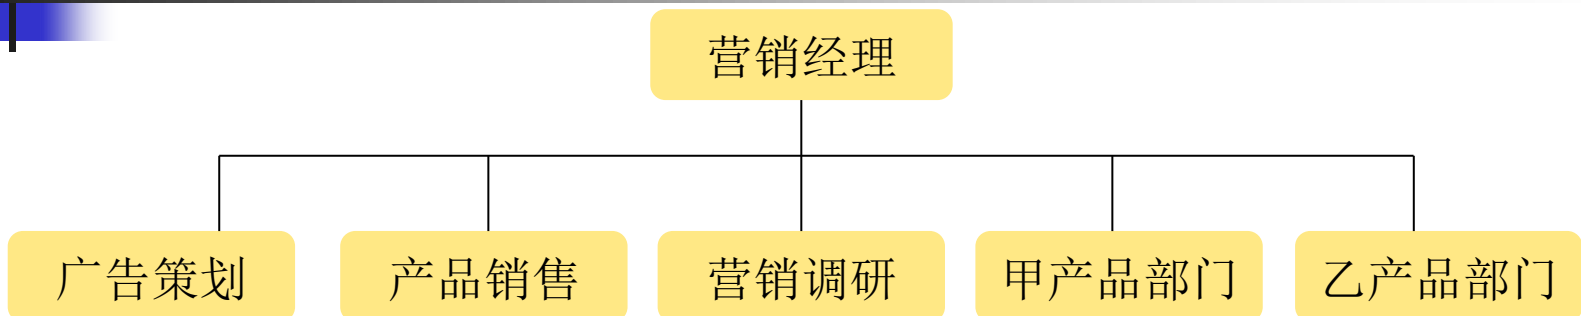 营销经理
广告策划
产品销售
营销调研
甲产品部门
乙产品部门